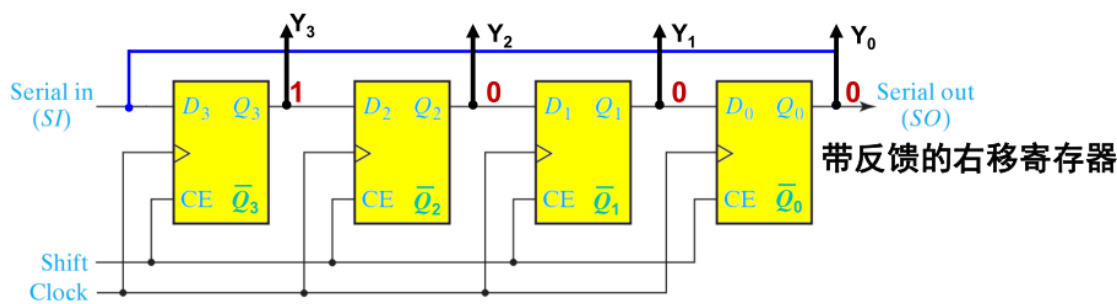 Y3 Y2 Y1 Y0
Serial in
(SI)
D3 Q3 1 D2 Q2 0 D1 Q1 0 D0 Q0 0
Serial out
(SO)
带反馈的右移寄存器
CE Q̅3 CE Q̅2 CE Q̅1 CE Q̅0
Shift
Clock